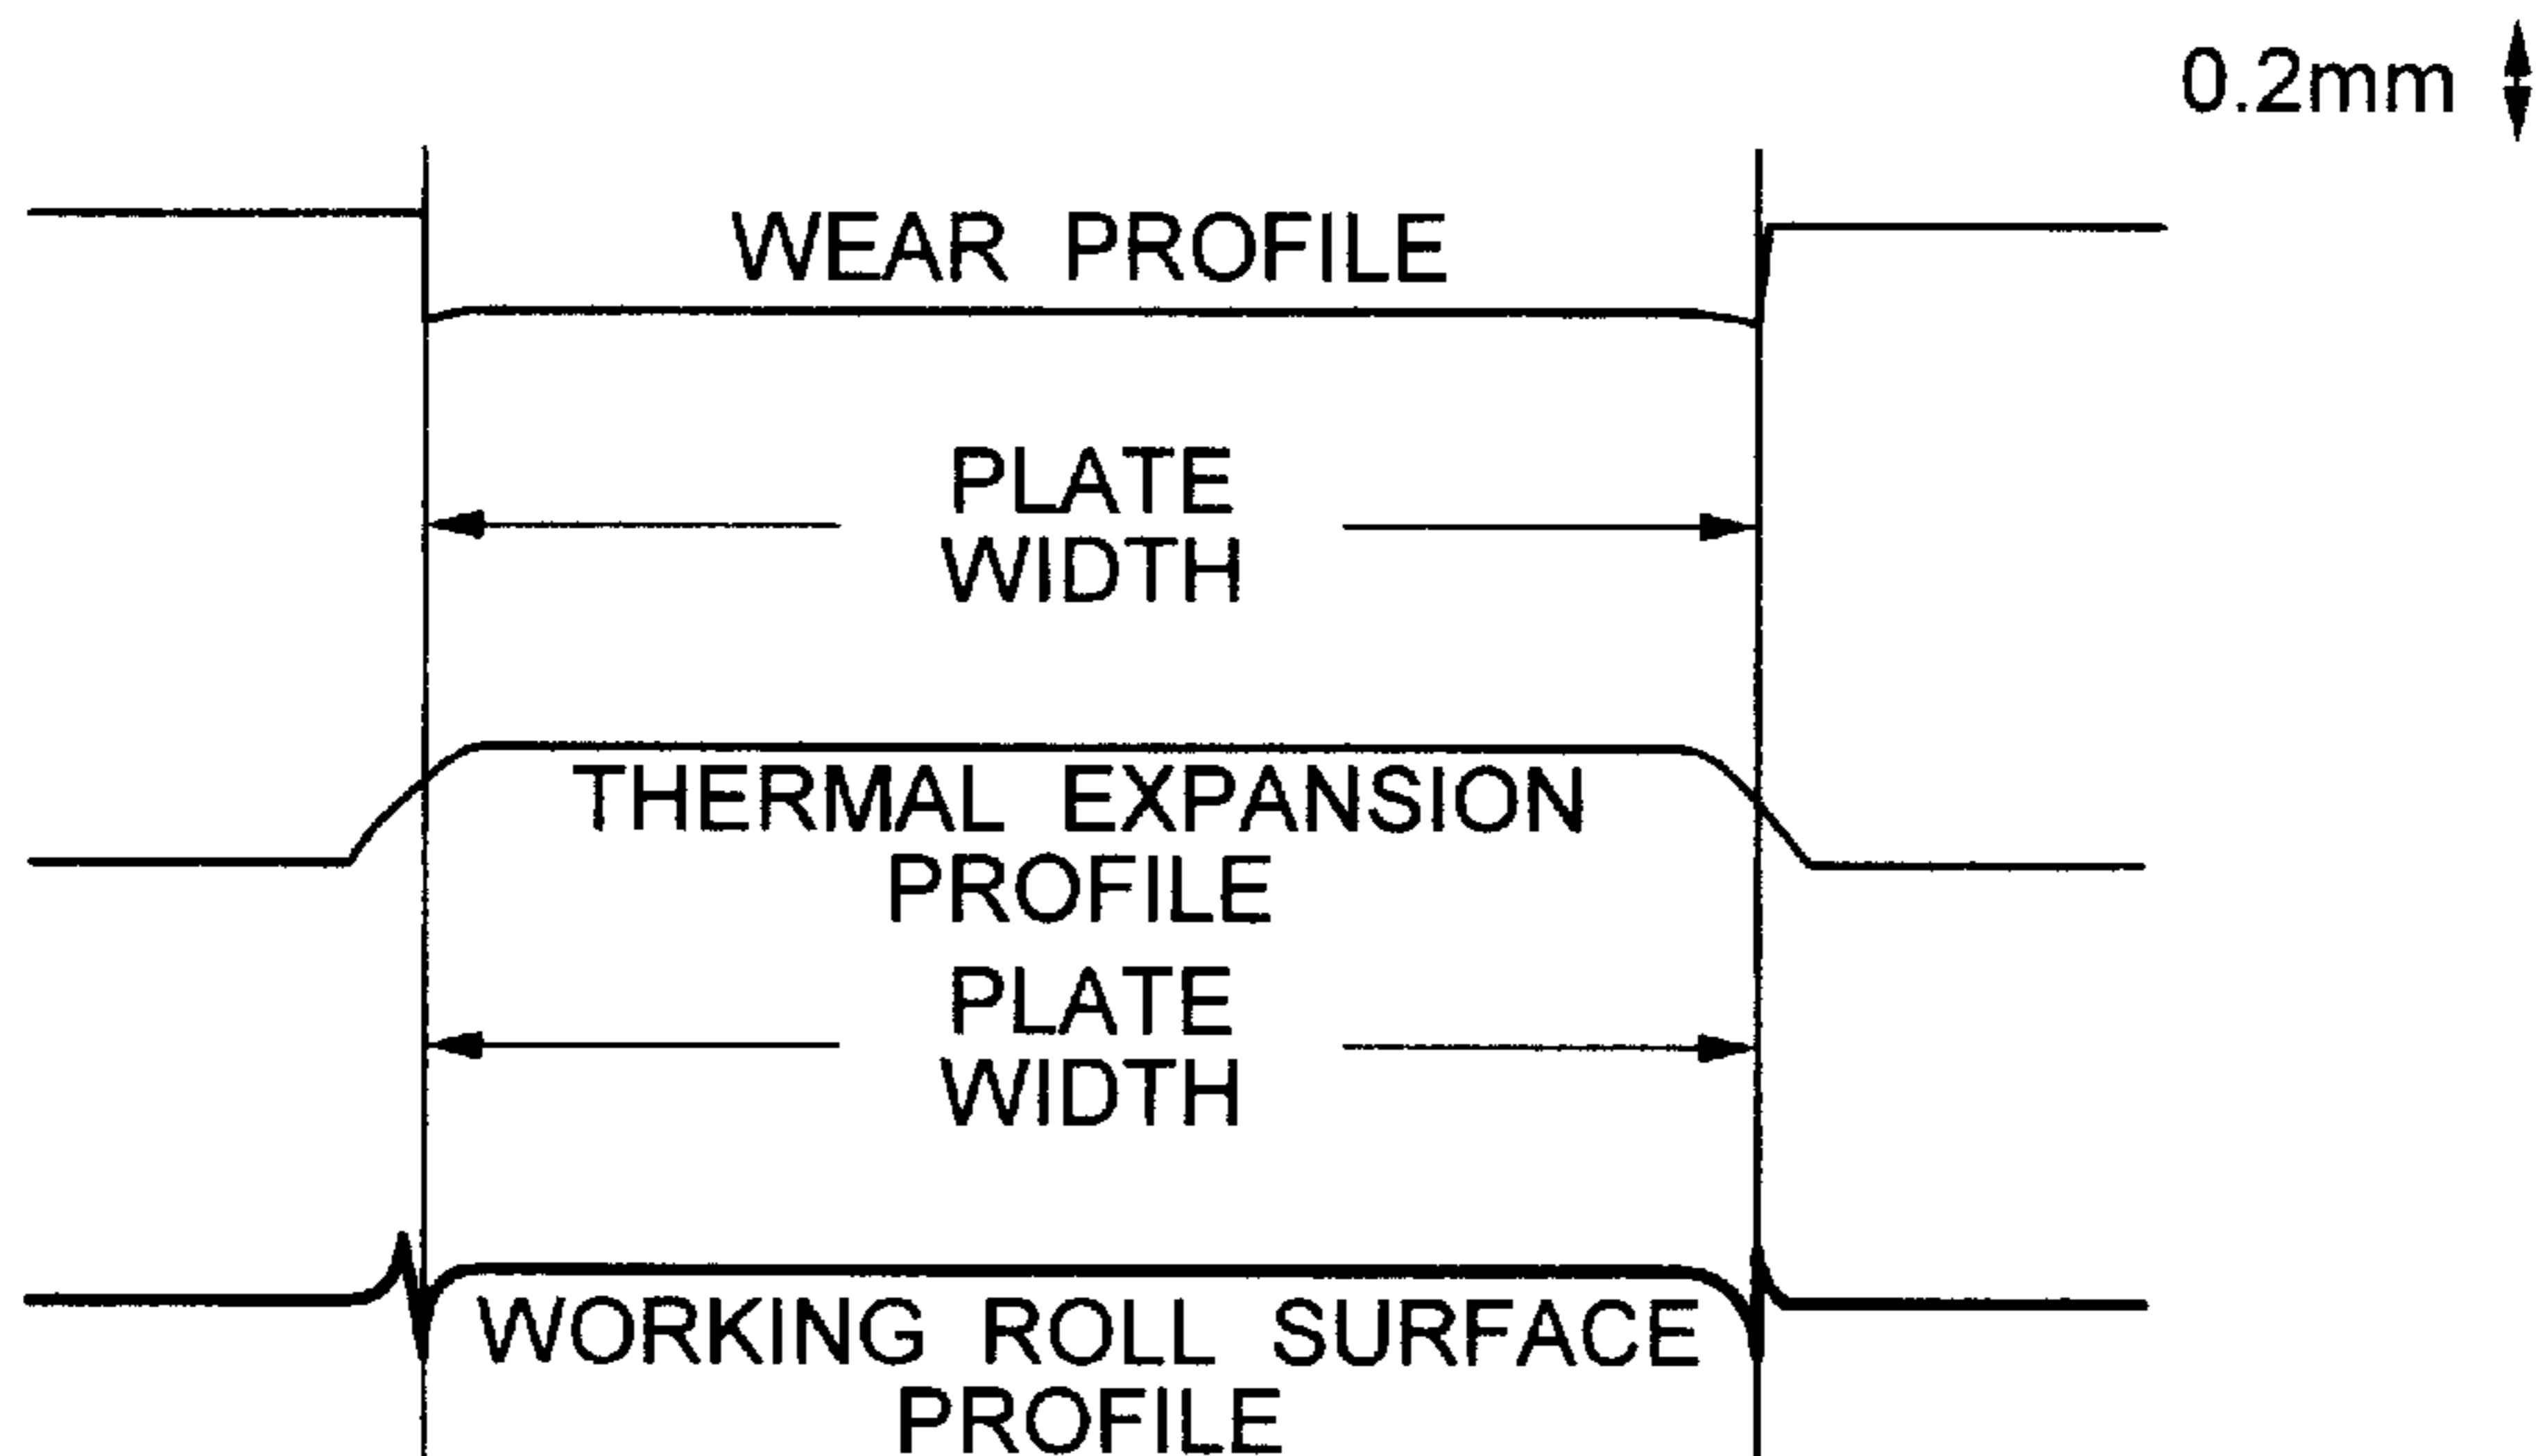 0.2mm
WEAR PROFILE
PLATE
WIDTH
THERMAL EXPANSION
PROFILE
PLATE
WIDTH
WORKING ROLL SURFACE
PROFILE